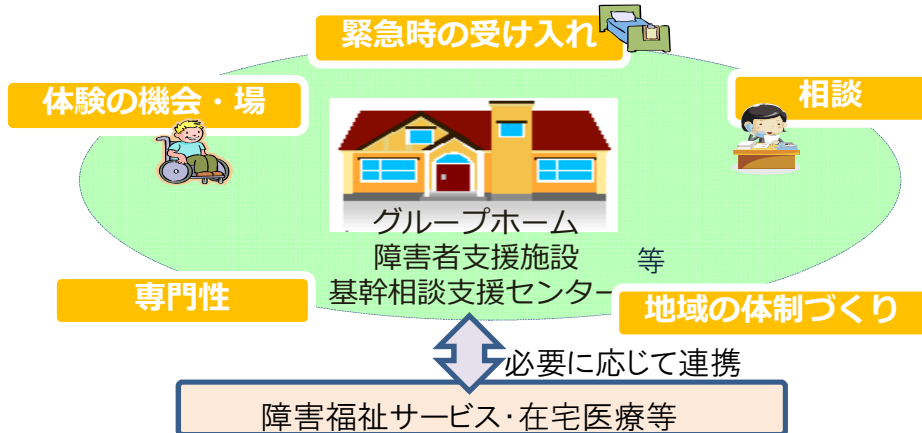 緊急時の受け入れ
体験の機会・場
相談
グループホーム
障害者支援施設
等
基幹相談支援センター
専門性
地域の体制づくり
必要に応じて連携
障害福祉サービス・在宅医療等